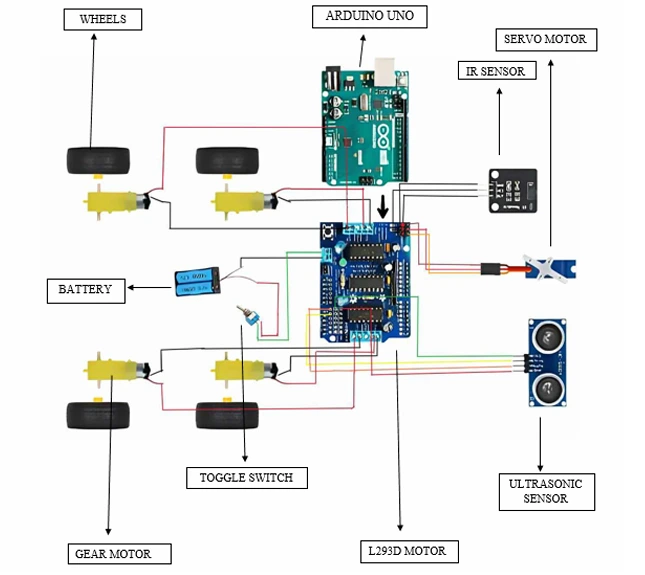 WHEELS
ARDUINO UNO
SERVO MOTOR
IR SENSOR
BATTERY
TOGGLE SWITCH
ULTRASONIC
SENSOR
GEAR MOTOR
L293D MOTOR